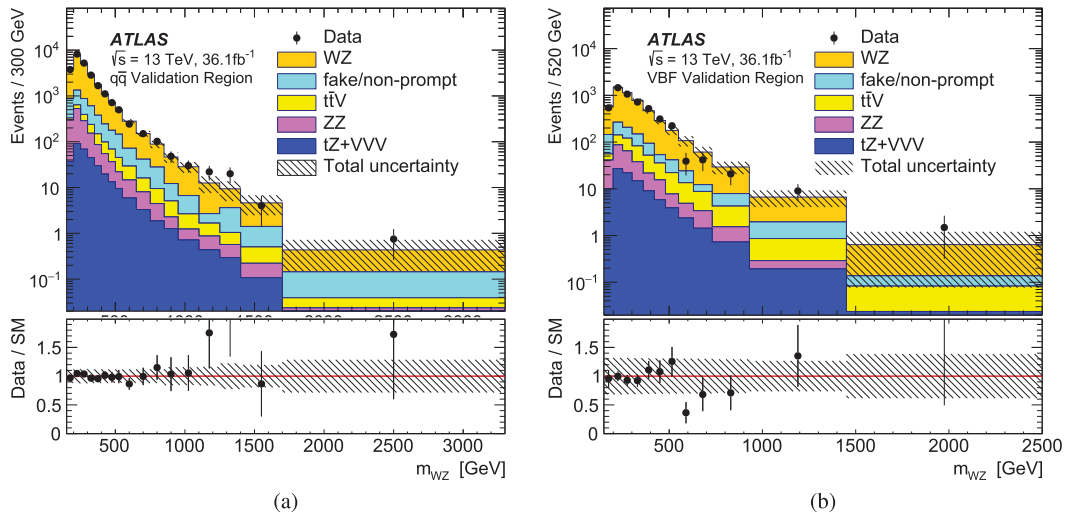 Events / 300 GeV
10⁴
10³
10²
10
1
10⁻¹
ATLAS
√s = 13 TeV, 36.1fb⁻¹
qq̄ Validation Region
Data
WZ
fake/non-prompt
tt̄V
ZZ
tZ+VVV
Total uncertainty
Data / SM
1.5
1
0.5
0
500 1000 1500 2000 2500 3000
m_WZ [GeV]
(a)
Events / 520 GeV
10⁴
10³
10²
10
1
10⁻¹
ATLAS
√s = 13 TeV, 36.1fb⁻¹
VBF Validation Region
Data
WZ
fake/non-prompt
tt̄V
ZZ
tZ+VVV
Total uncertainty
Data / SM
1.5
1
0.5
0
500 1000 1500 2000 2500
m_WZ [GeV]
(b)